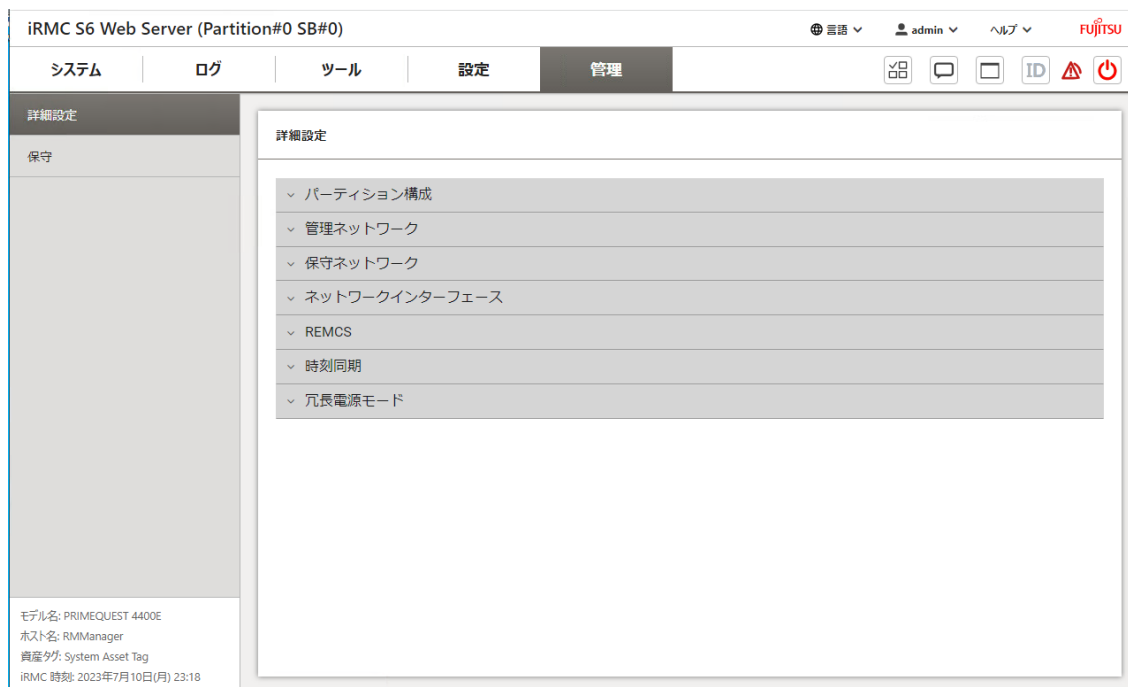 iRMC S6 Web Server (Partition#0 SB#0)
言語
admin
ヘルプ
FUJITSU
システム
ログ
ツール
設定
管理
ID
詳細設定
保守
詳細設定
パーティション構成
管理ネットワーク
保守ネットワーク
ネットワークインターフェース
REMCS
時刻同期
冗長電源モード
モデル名: PRIMEQUEST 4400E
ホスト名: RMManager
資産タグ: System Asset Tag
iRMC 時刻: 2023年7月10日(月) 23:18